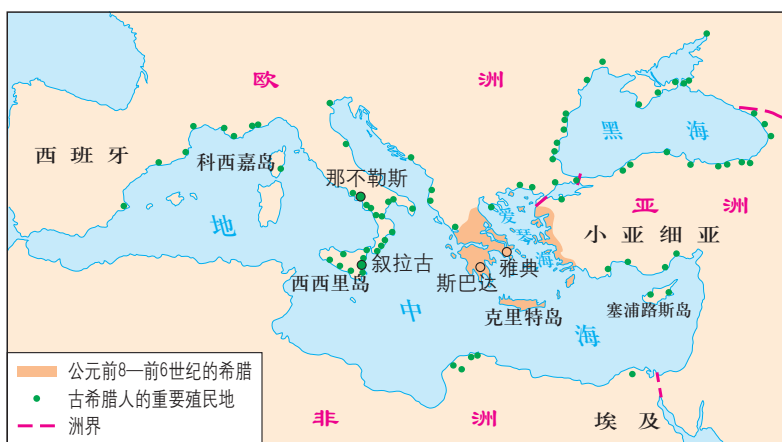 欧 洲
黑 海
西班牙
科西嘉岛
那不勒斯
亚 洲
地
爱琴海
小亚细亚
叙拉古
雅典
斯巴达
西西里岛
中
克里特岛
塞浦路斯岛
海
公元前8—前6世纪的希腊
古希腊人的重要殖民地
洲界
非 洲
埃及